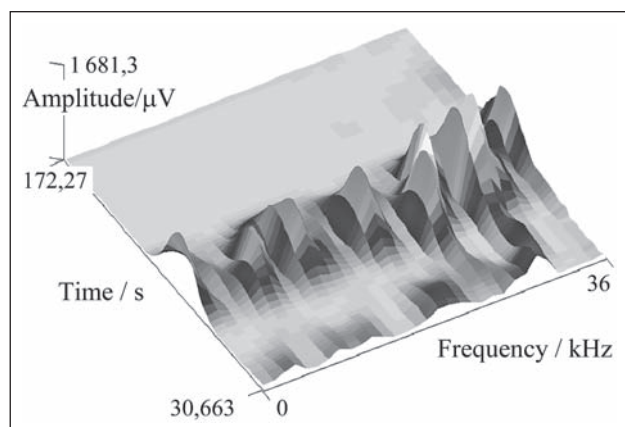 1 681,3
Amplitude/µV
172,27
Time / s
36
Frequency / kHz
30,663
0